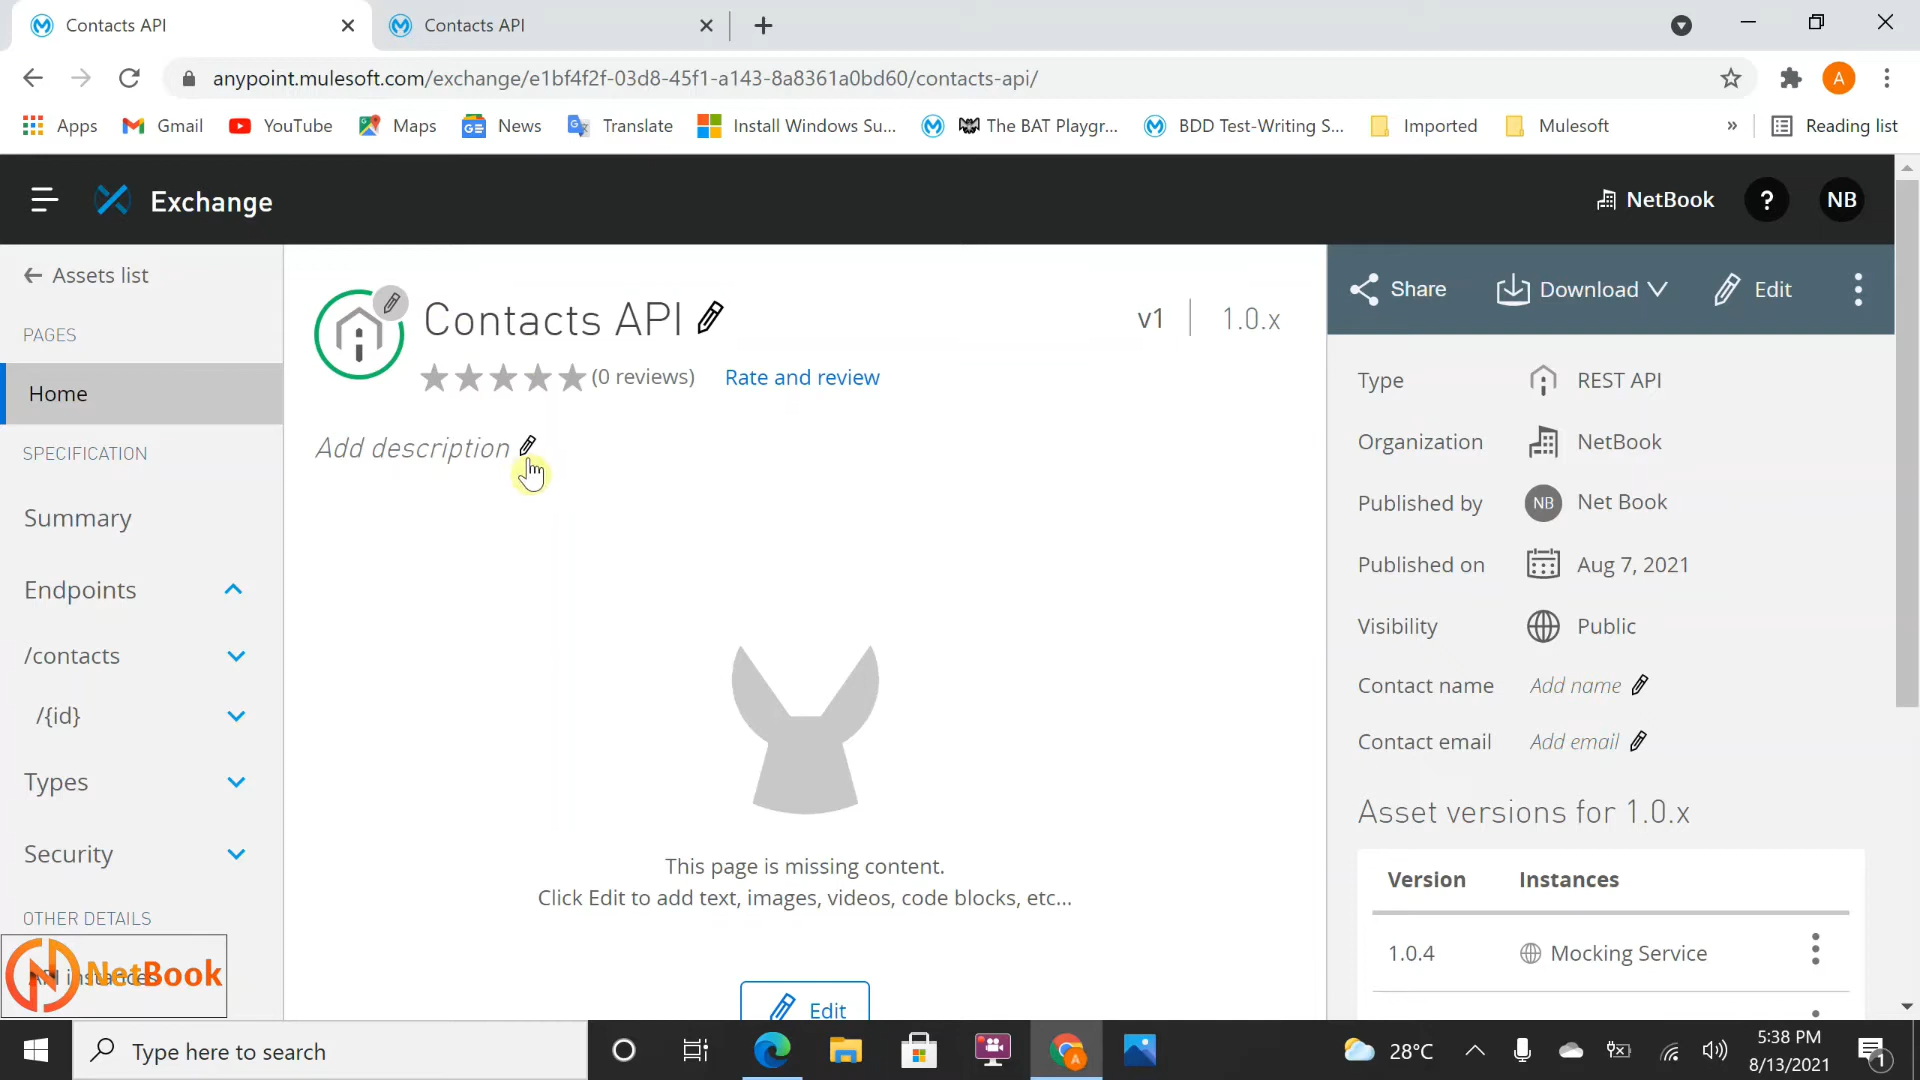 Contacts API
Contacts API
anypoint.mulesoft.com/exchange/e1bf4f2f-03d8-45f1-a143-8a8361a0bd60/contacts-api/
A
Apps
Gmail
YouTube
Maps
News
Translate
Install Windows Su...
The BAT Playgr...
BDD Test-Writing S...
Imported
Mulesoft
»
Reading list
Exchange
NetBook
?
NB
Assets list
PAGES
Home
SPECIFICATION
Summary
Endpoints
/contacts
/{id}
Types
Security
OTHER DETAILS
API instances
NetBook
Contacts API
v1
1.0.x
(0 reviews)
Rate and review
Add description
This page is missing content.
Click Edit to add text, images, videos, code blocks, etc...
Edit
Share
Download
Edit
Type
REST API
Organization
NetBook
Published by
NB
Net Book
Published on
Aug 7, 2021
Visibility
Public
Contact name
Add name
Contact email
Add email
Asset versions for 1.0.x
Version
Instances
1.0.4
Mocking Service
Type here to search
A
28°C
5:38 PM
8/13/2021
1